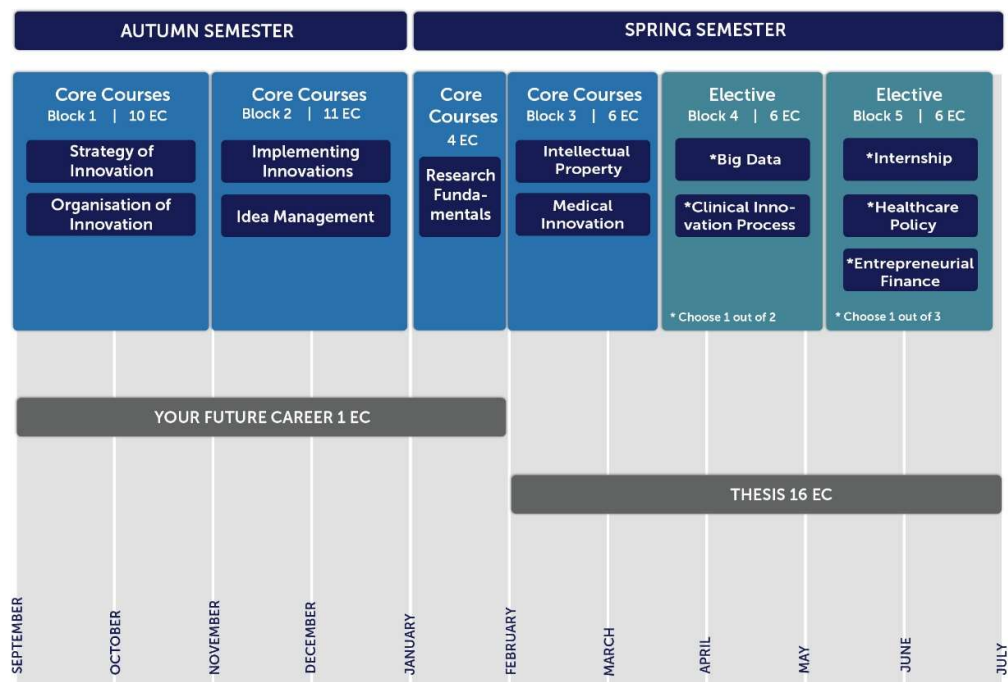 AUTUMN SEMESTER
SPRING SEMESTER
Core Courses
Block 1 | 10 EC
Strategy of
Innovation
Organisation of
Innovation
Core Courses
Block 2 | 11 EC
Implementing
Innovations
Idea Management
Core
Courses
4 EC
Research
Funda-
mentals
Core Courses
Block 3 | 6 EC
Intellectual
Property
Medical
Innovation
Elective
Block 4 | 6 EC
*Big Data
*Clinical Inno-
vation Process
* Choose 1 out of 2
Elective
Block 5 | 6 EC
*Internship
*Healthcare
Policy
*Entrepreneurial
Finance
* Choose 1 out of 3
YOUR FUTURE CAREER 1 EC
THESIS 16 EC
SEPTEMBER
OCTOBER
NOVEMBER
DECEMBER
JANUARY
FEBRUARY
MARCH
APRIL
MAY
JUNE
JULY